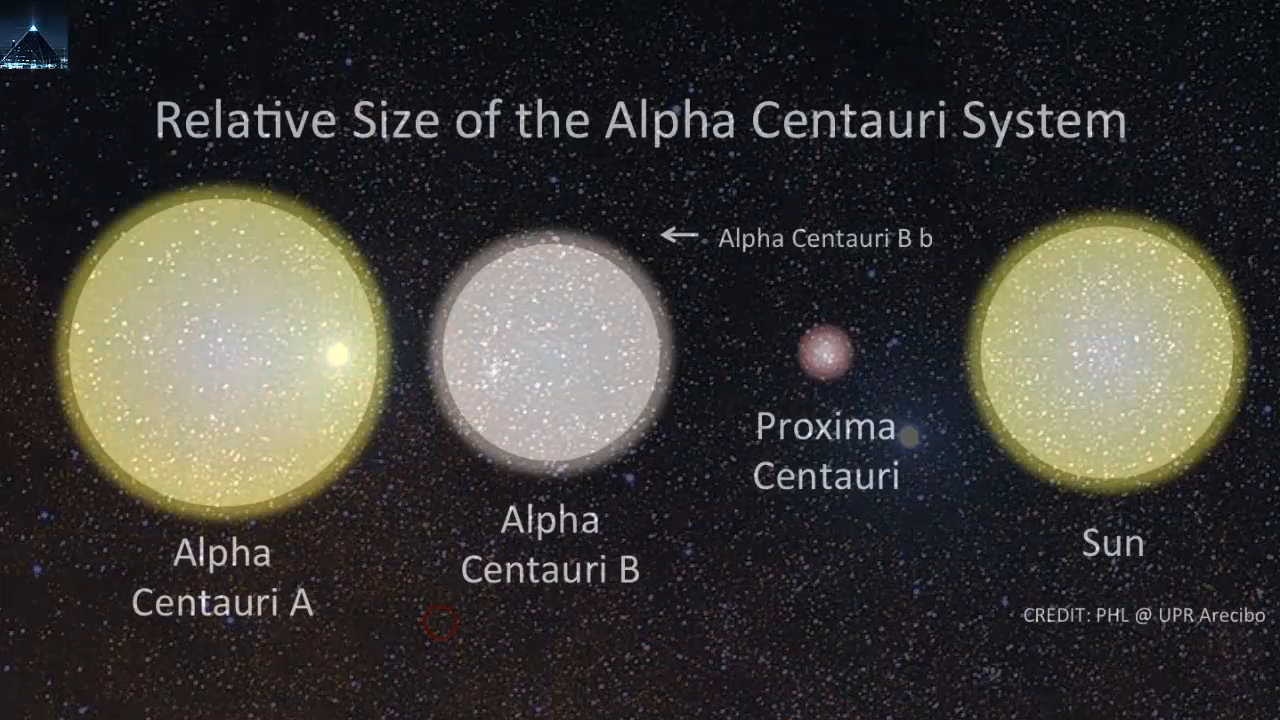 Relative Size of the Alpha Centauri System
← Alpha Centauri B b
Proxima
Centauri
Alpha
Centauri B
Sun
Alpha
Centauri A
CREDIT: PHL @ UPR Arecibo